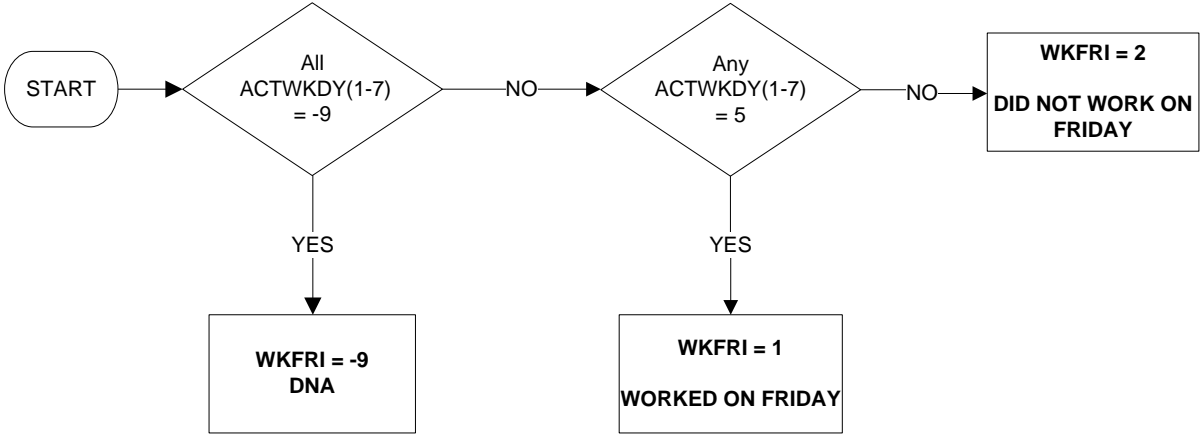 START
All
ACTWKDY(1-7)
= -9
NO
Any
ACTWKDY(1-7)
= 5
NO
WKFRI = 2
DID NOT WORK ON
FRIDAY
YES
YES
WKFRI = -9
DNA
WKFRI = 1
WORKED ON FRIDAY